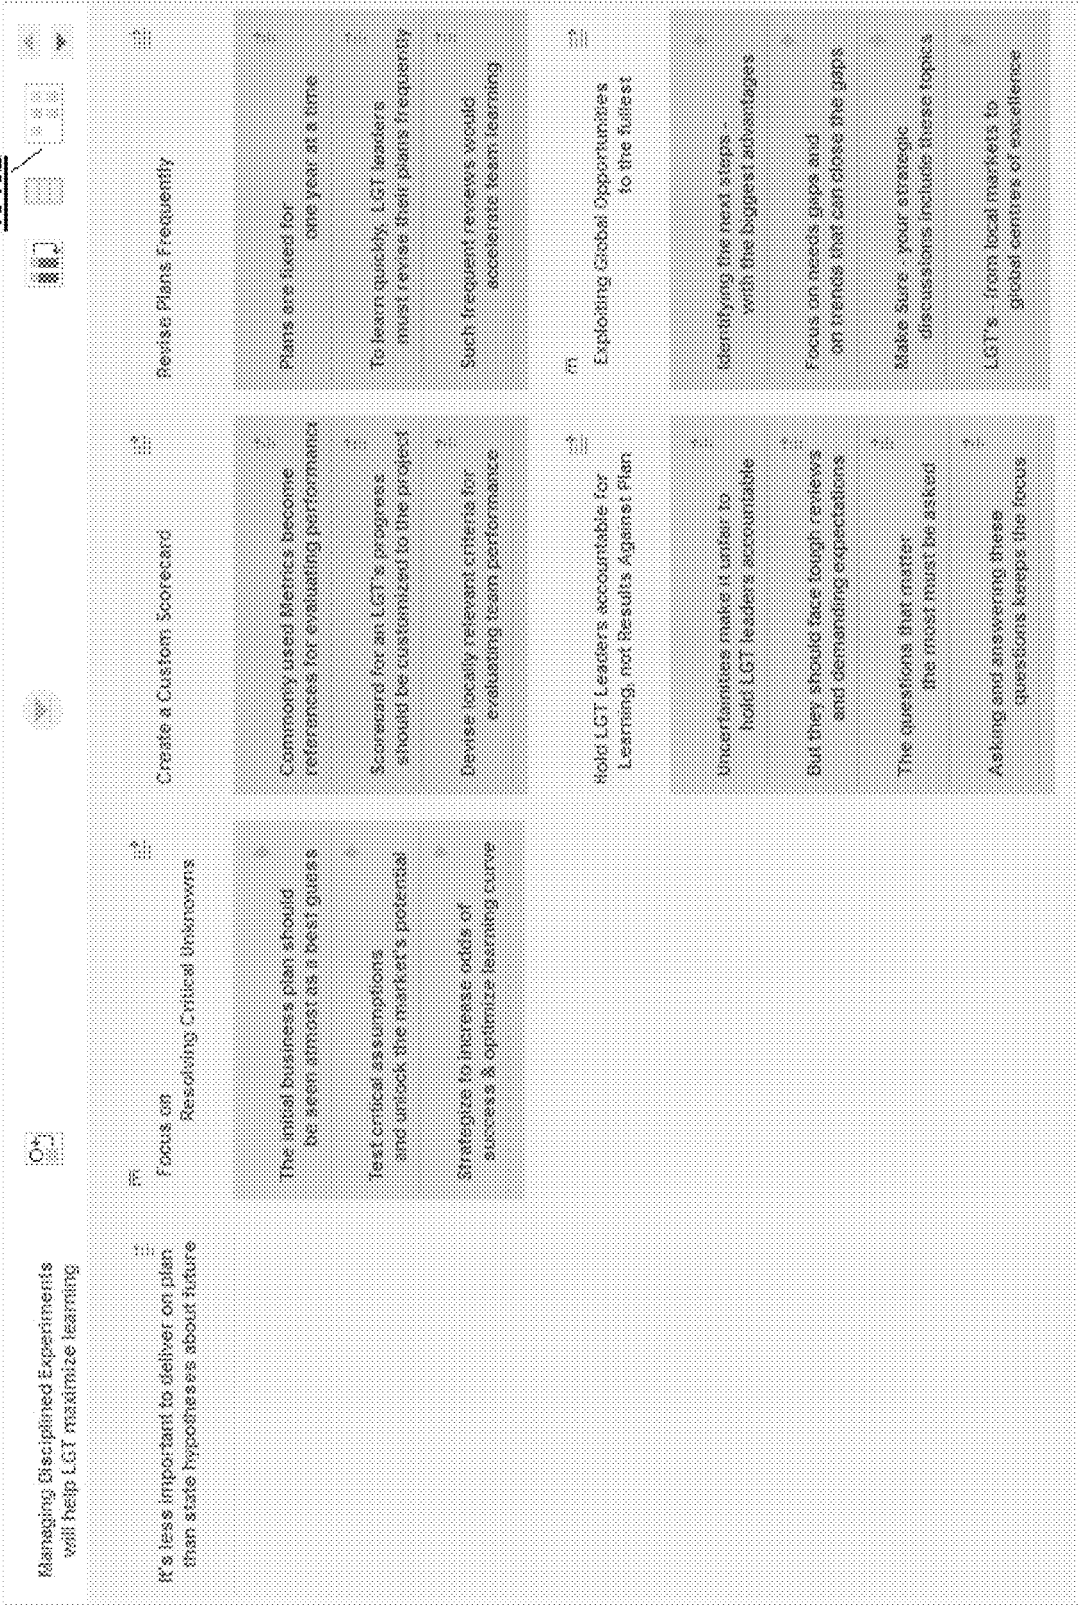 Managing Disciplined Experiments
will help LGT maximize learning
It's less important to deliver on plan
than state hypotheses about future
Focus on
Resolving Critical Unknowns
The initial business plan should
be seen almost as a best guess
Test critical assumptions
and unlock the market's potential
Strategize to increase odds of
success & optimize learning curve
Create a Custom Scorecard
Commonly used Metrics become
references for evaluating performance
Scorecard for an LGT's progress
should be customized to the project
Devise locally relevant criteria for
evaluating team performance
Revise Plans Frequently
Plans are fixed for
one year at a time
To learn quickly, LGT leaders
must revise their plans frequently
Such frequent reviews would
accelerate team learning
Hold LGT Leaders accountable for
Learning, not Results Against Plan
Uncertainties make it unfair to
hold LGT leaders accountable
But they should face tough reviews
and demanding expectations
The questions that matter
the most must be asked
Asking and answering these
questions keeps the focus
Exploiting Global Opportunities
to the fullest
Identifying the next steps -
with the biggest advantages
Focus on needs gaps and
on trends that can close the gaps
Make Sure your strategic
discussions include these topics
LGT's from local markets to
global centres of excellence